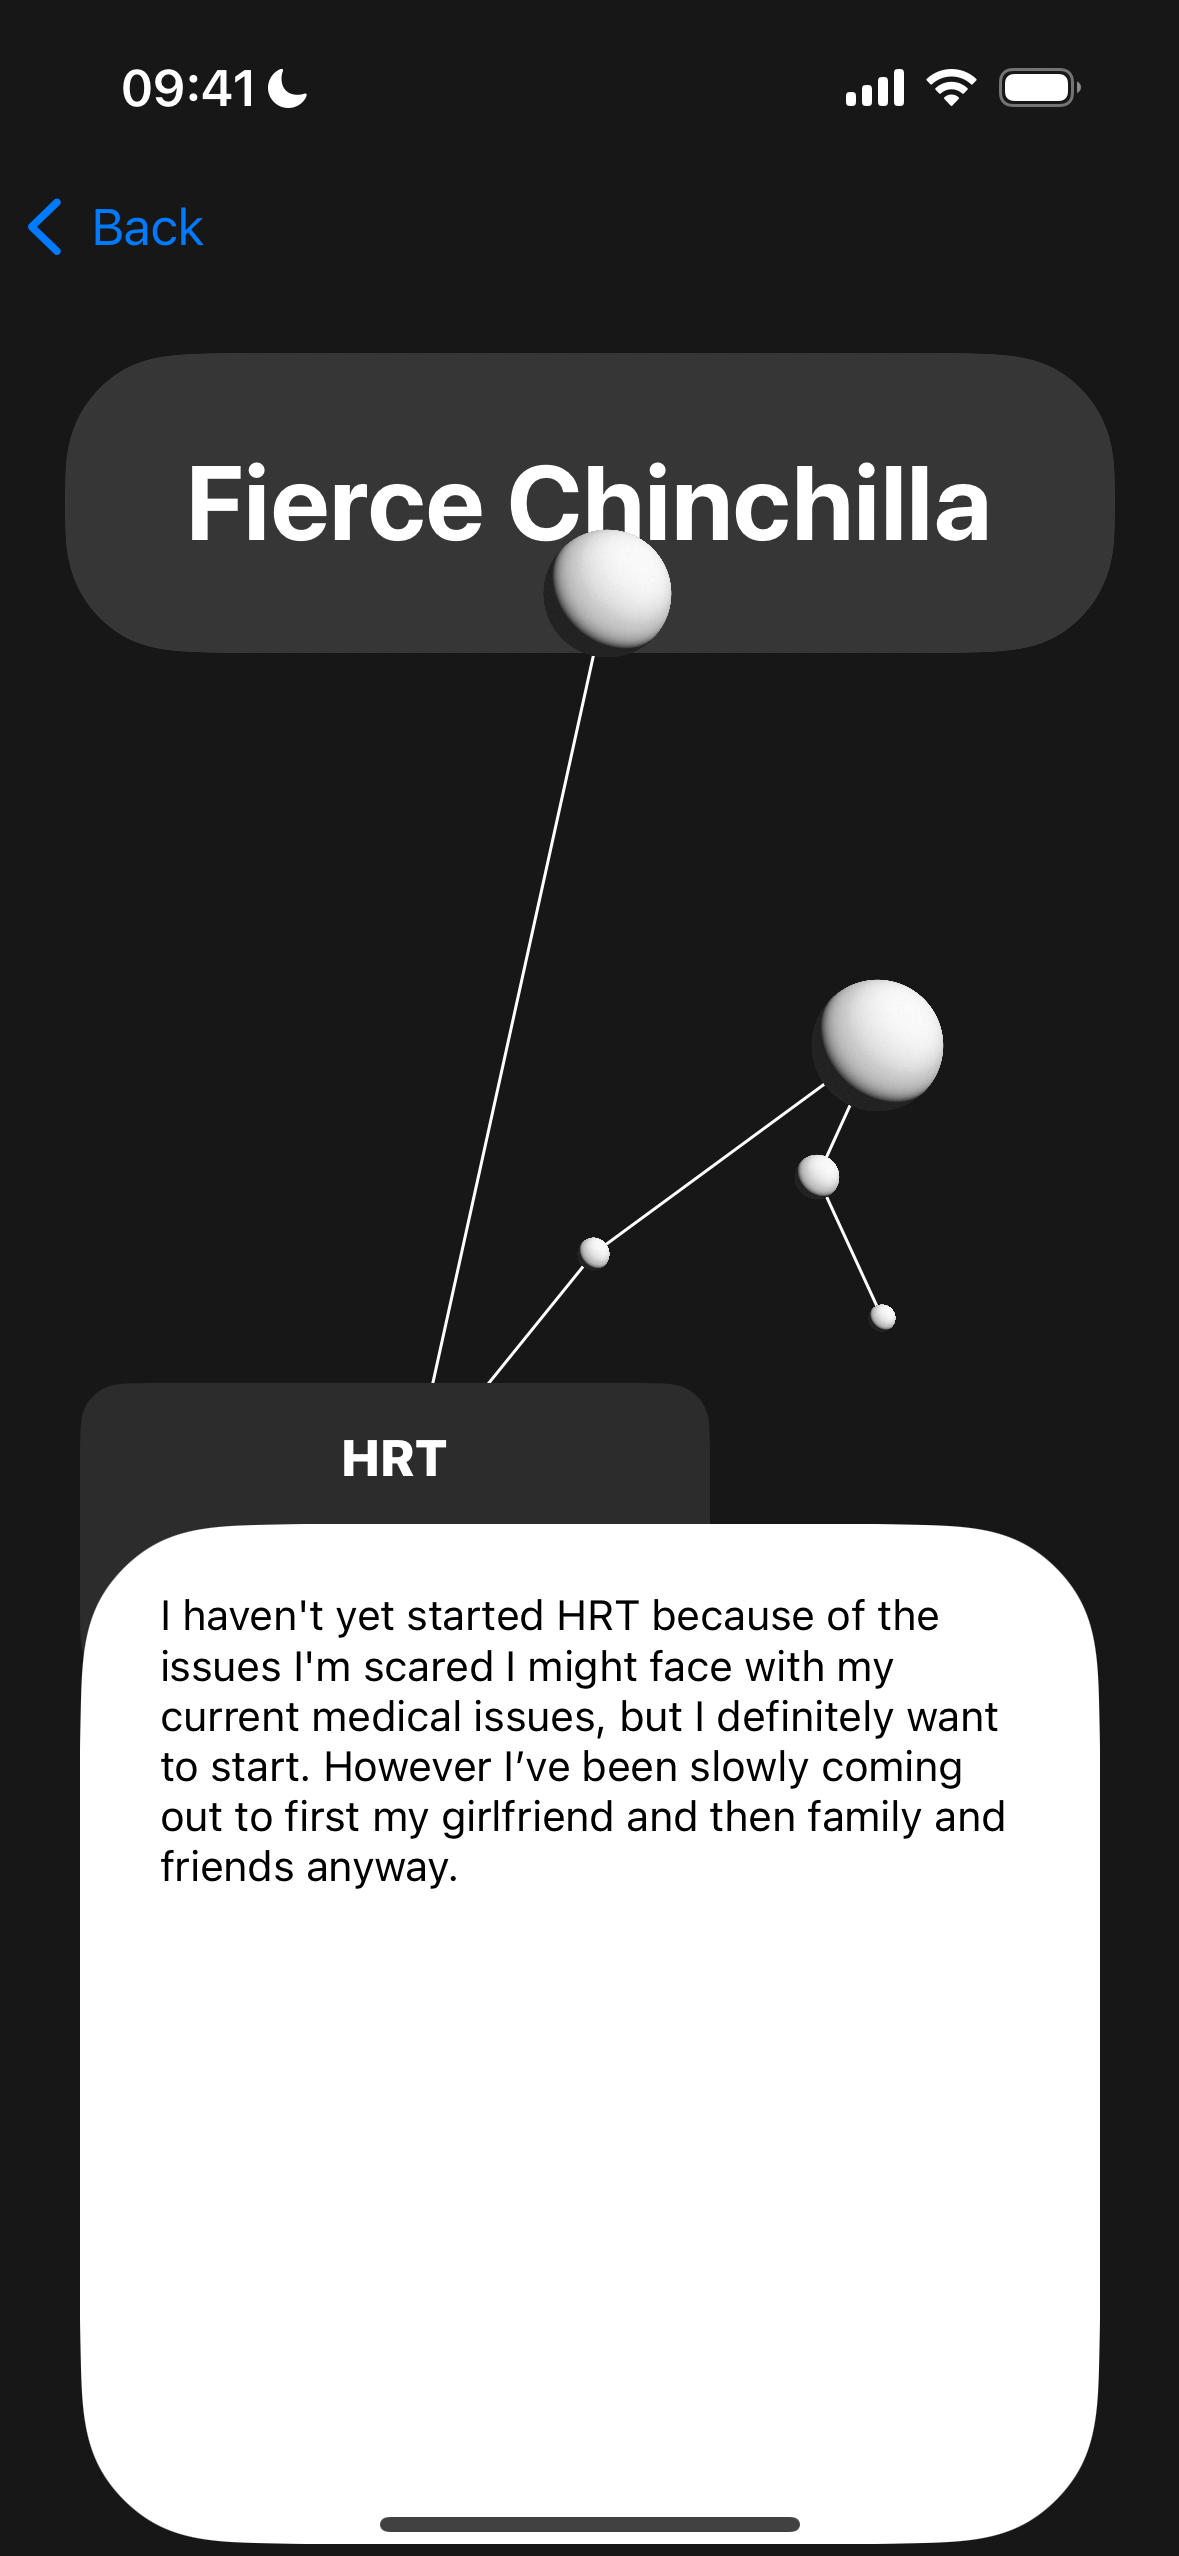 09:41
Back
Fierce Chinchilla
HRT
I haven't yet started HRT because of the
issues I'm scared I might face with my
current medical issues, but I definitely want
to start. However I’ve been slowly coming
out to first my girlfriend and then family and
friends anyway.